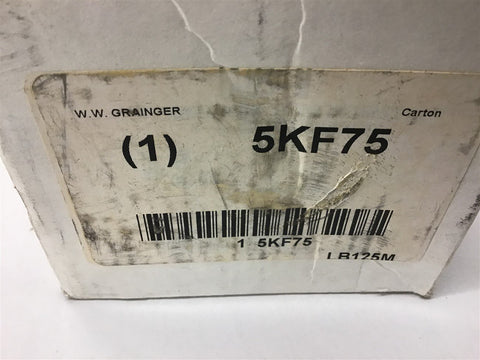 W.W. GRAINGER Carton
(1) 5KF75
1 5KF75
LB125M